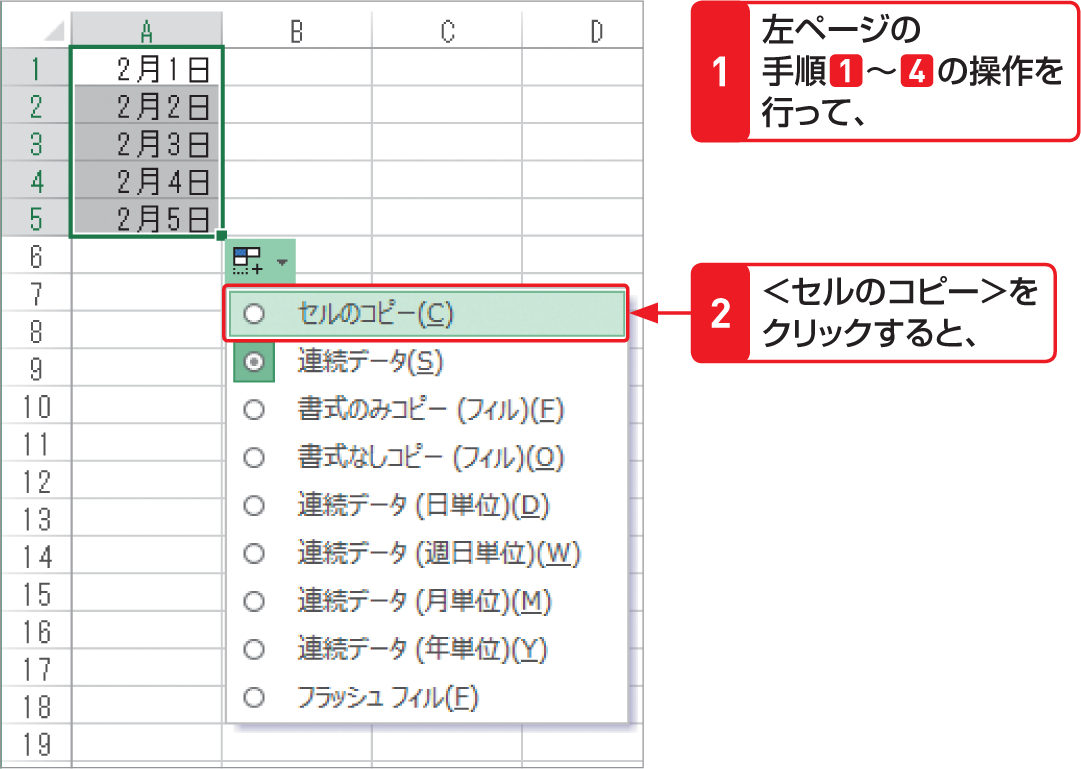 A B C D
1 2月1日
2 2月2日
3 2月3日
4 2月4日
5 2月5日
6
7
8
9
10
11
12
13
14
15
16
17
18
19
セルのコピー(C)
連続データ(S)
書式のみコピー (フィル)(F)
書式なしコピー (フィル)(O)
連続データ (日単位)(D)
連続データ (週日単位)(W)
連続データ (月単位)(M)
連続データ (年単位)(Y)
フラッシュ フィル(F)
1
左ページの
手順1～4の操作を
行って、
2
＜セルのコピー＞を
クリックすると、